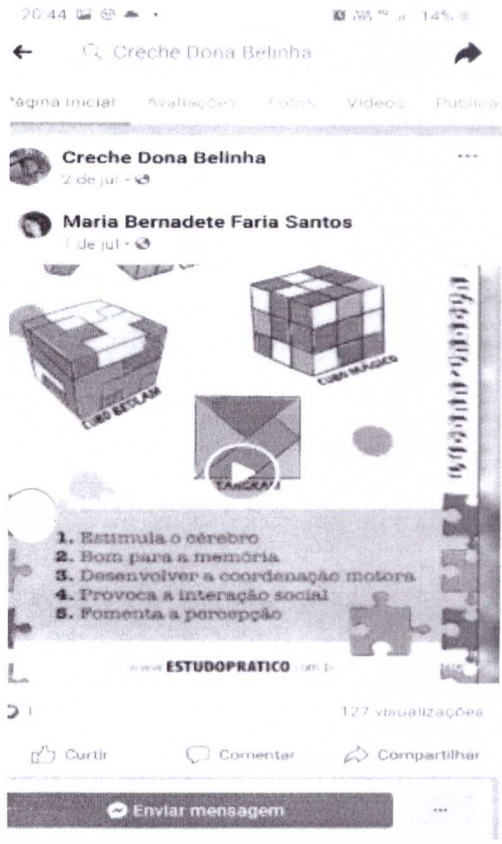 20:44 14%
Creche Dona Belinha
Página inicial Avaliações Fotos Vídeos Publica
Creche Dona Belinha
2 de jul
Maria Bernadete Faria Santos
1 de jul
CUBO BEDLAM
CUBO MÁGICO
TANGRAM
1. Estimula o cérebro
2. Bom para a memória
3. Desenvolver a coordenação motora
4. Provoca a interação social
5. Fomenta a percepção
www.ESTUDOPRATICO.com.br
1
127 visualizações
Curtir Comentar Compartilhar
Enviar mensagem